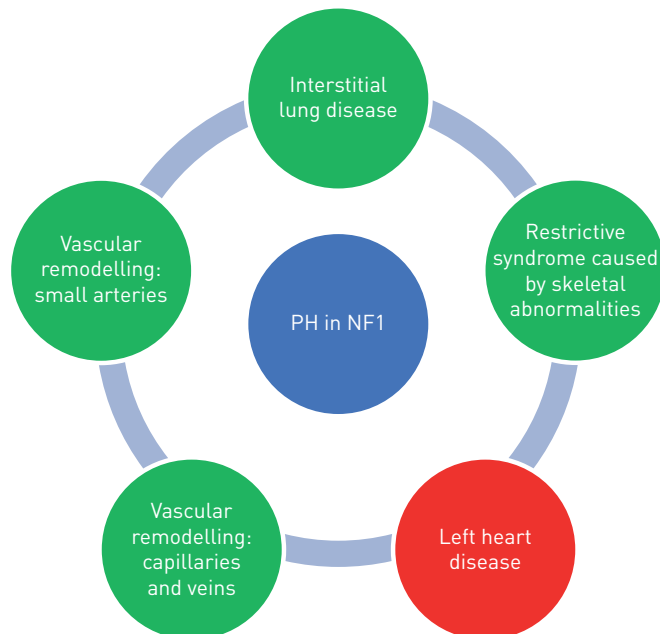 Interstitial
lung disease
Restrictive
syndrome caused
by skeletal
abnormalities
Vascular
remodelling:
small arteries
PH in NF1
Vascular
remodelling:
capillaries
and veins
Left heart
disease